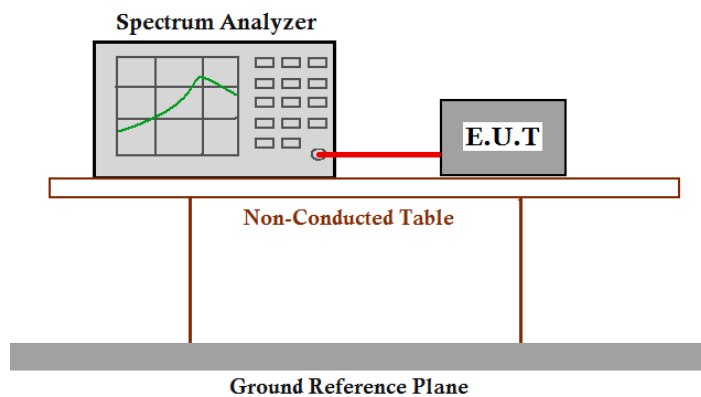 Spectrum Analyzer
E.U.T
Non-Conducted Table
Ground Reference Plane